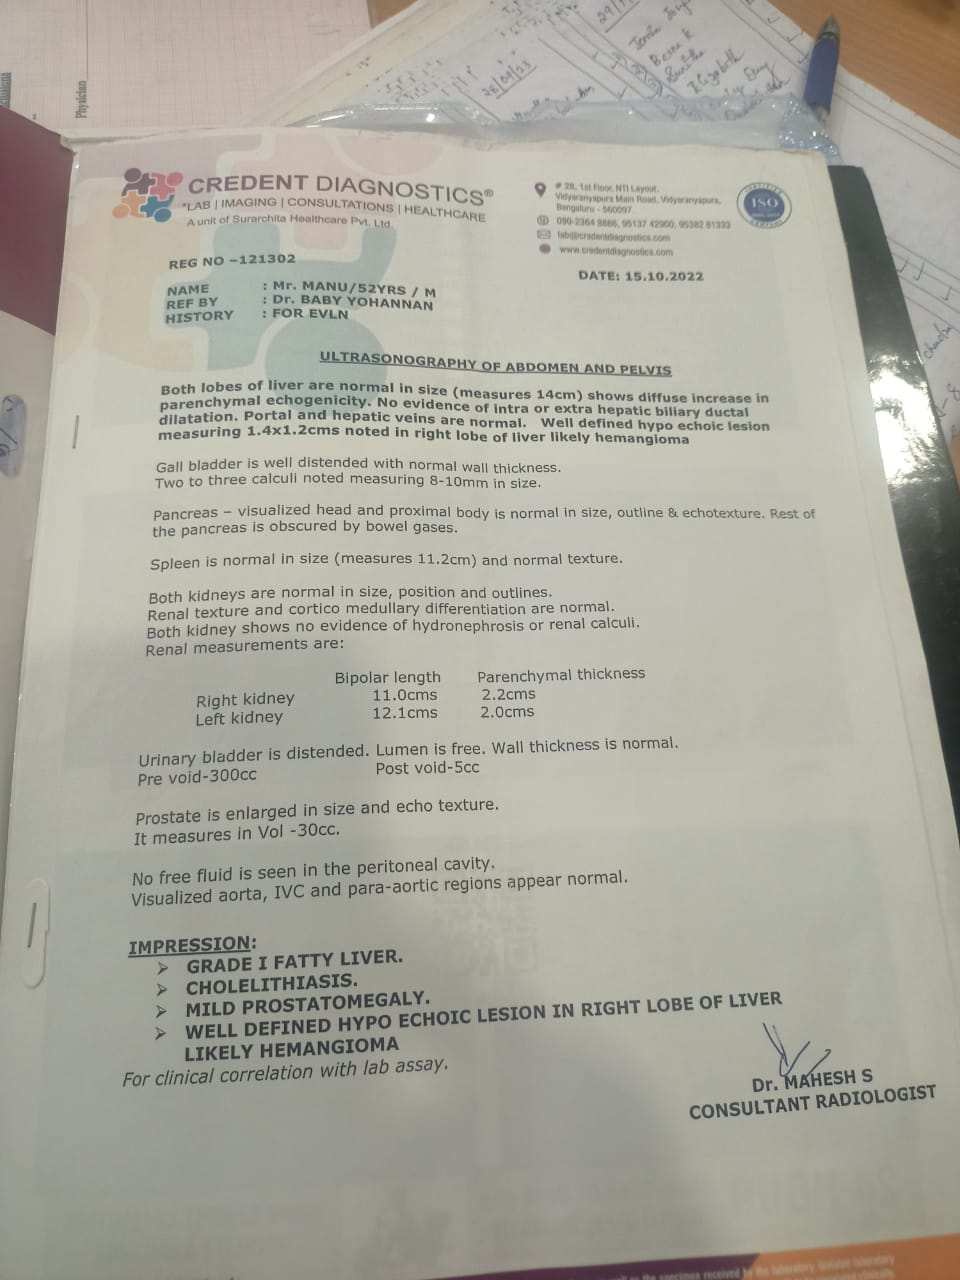 Physician
29/
28/04/23
CREDENT DIAGNOSTICS®
LAB | IMAGING | CONSULTATIONS | HEALTHCARE
A unit of Surarchita Healthcare Pvt. Ltd.
# 28, 1st Floor, NTI Layout,
Vidyaranyapura Main Road, Vidyaranyapura,
Bengaluru - 560097.
080-2364 9866, 95137 42900, 95382 81333
lab@credentdiagnostics.com
www.credentdiagnostics.com
ISO
REG NO -121302
DATE: 15.10.2022
NAME : Mr. MANU/52YRS / M
REF BY : Dr. BABY YOHANNAN
HISTORY : FOR EVLN
ULTRASONOGRAPHY OF ABDOMEN AND PELVIS
Both lobes of liver are normal in size (measures 14cm) shows diffuse increase in
parenchymal echogenicity. No evidence of intra or extra hepatic biliary ductal
dilatation. Portal and hepatic veins are normal. Well defined hypo echoic lesion
measuring 1.4x1.2cms noted in right lobe of liver likely hemangioma
Gall bladder is well distended with normal wall thickness.
Two to three calculi noted measuring 8-10mm in size.
Pancreas – visualized head and proximal body is normal in size, outline & echotexture. Rest of
the pancreas is obscured by bowel gases.
Spleen is normal in size (measures 11.2cm) and normal texture.
Both kidneys are normal in size, position and outlines.
Renal texture and cortico medullary differentiation are normal.
Both kidney shows no evidence of hydronephrosis or renal calculi.
Renal measurements are:
Bipolar length Parenchymal thickness
Right kidney 11.0cms 2.2cms
Left kidney 12.1cms 2.0cms
Urinary bladder is distended. Lumen is free. Wall thickness is normal.
Pre void-300cc Post void-5cc
Prostate is enlarged in size and echo texture.
It measures in Vol -30cc.
No free fluid is seen in the peritoneal cavity.
Visualized aorta, IVC and para-aortic regions appear normal.
IMPRESSION:
➢ GRADE I FATTY LIVER.
➢ CHOLELITHIASIS.
➢ MILD PROSTATOMEGALY.
➢ WELL DEFINED HYPO ECHOIC LESION IN RIGHT LOBE OF LIVER
LIKELY HEMANGIOMA
For clinical correlation with lab assay.
Dr. MAHESH S
CONSULTANT RADIOLOGIST